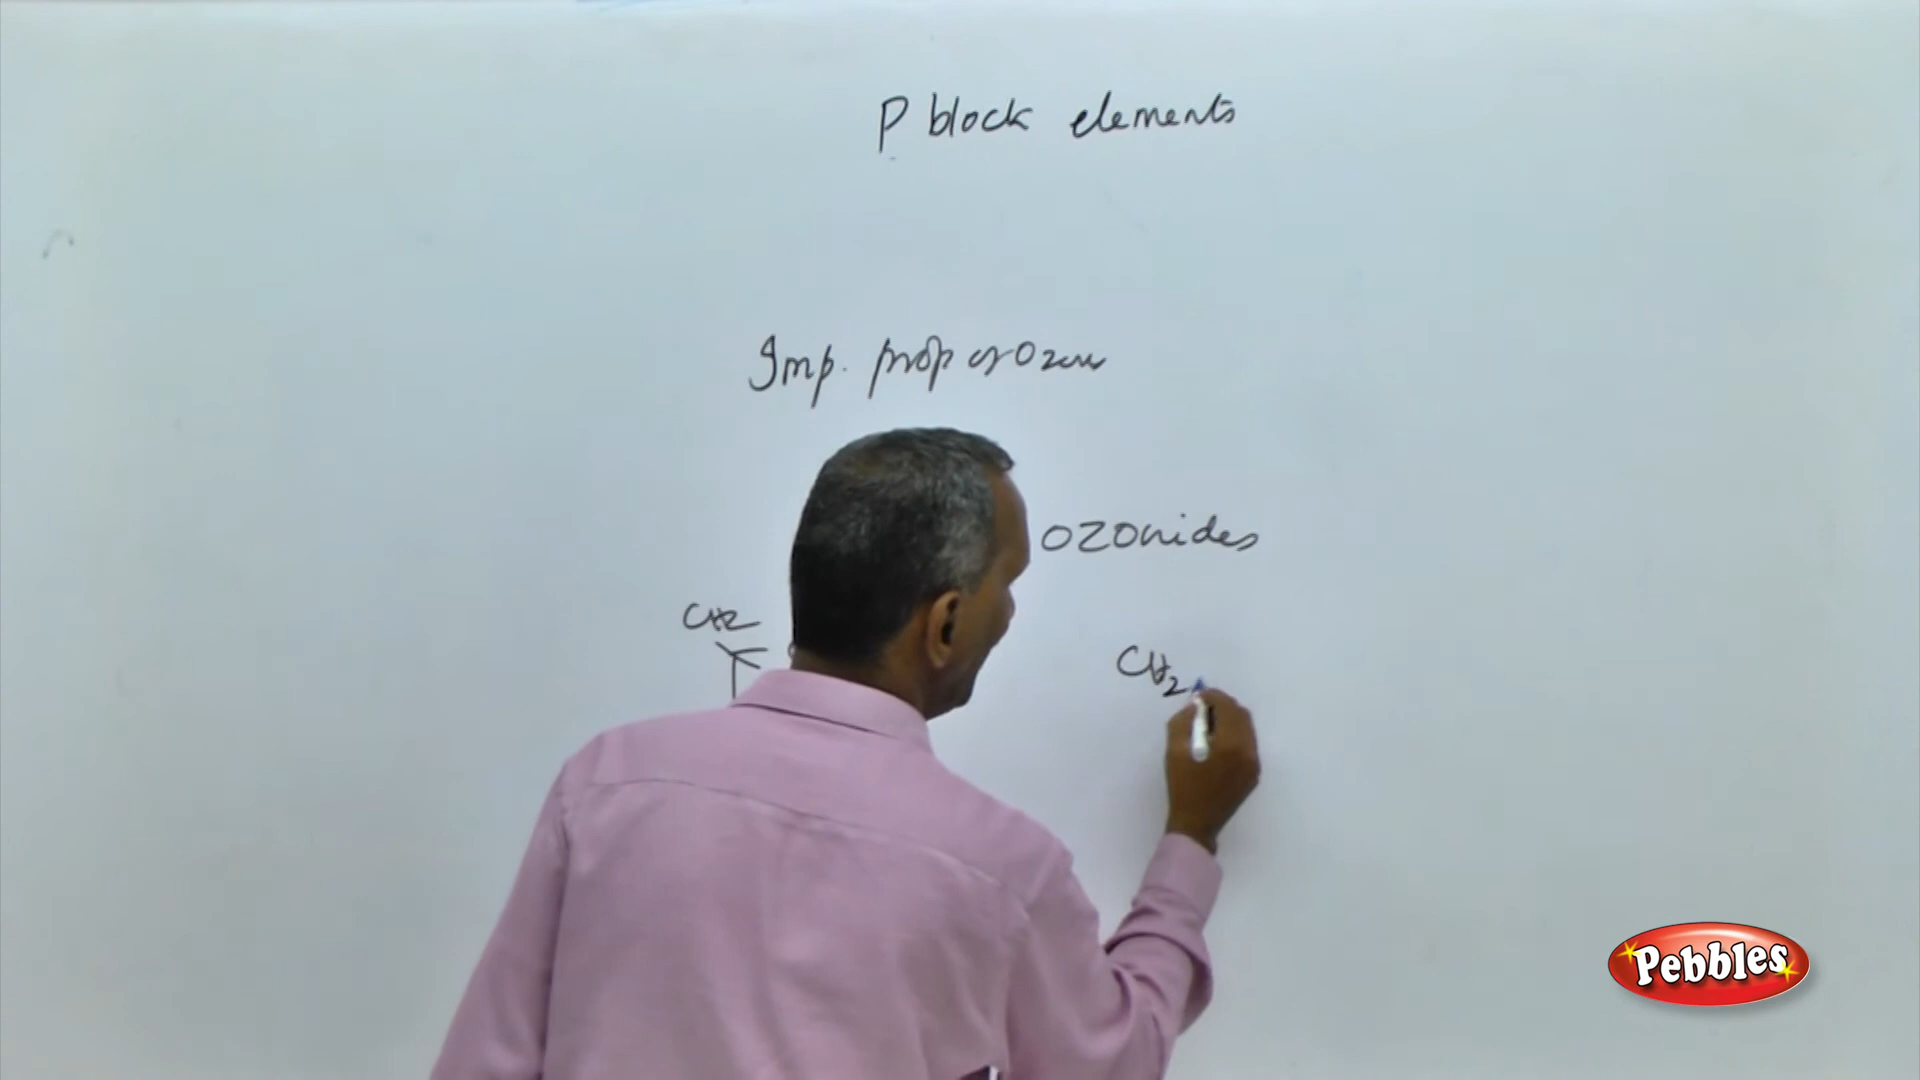 P block elements
Imp. prop of Ozone
ozonides
CH2
CH2
Pebbles